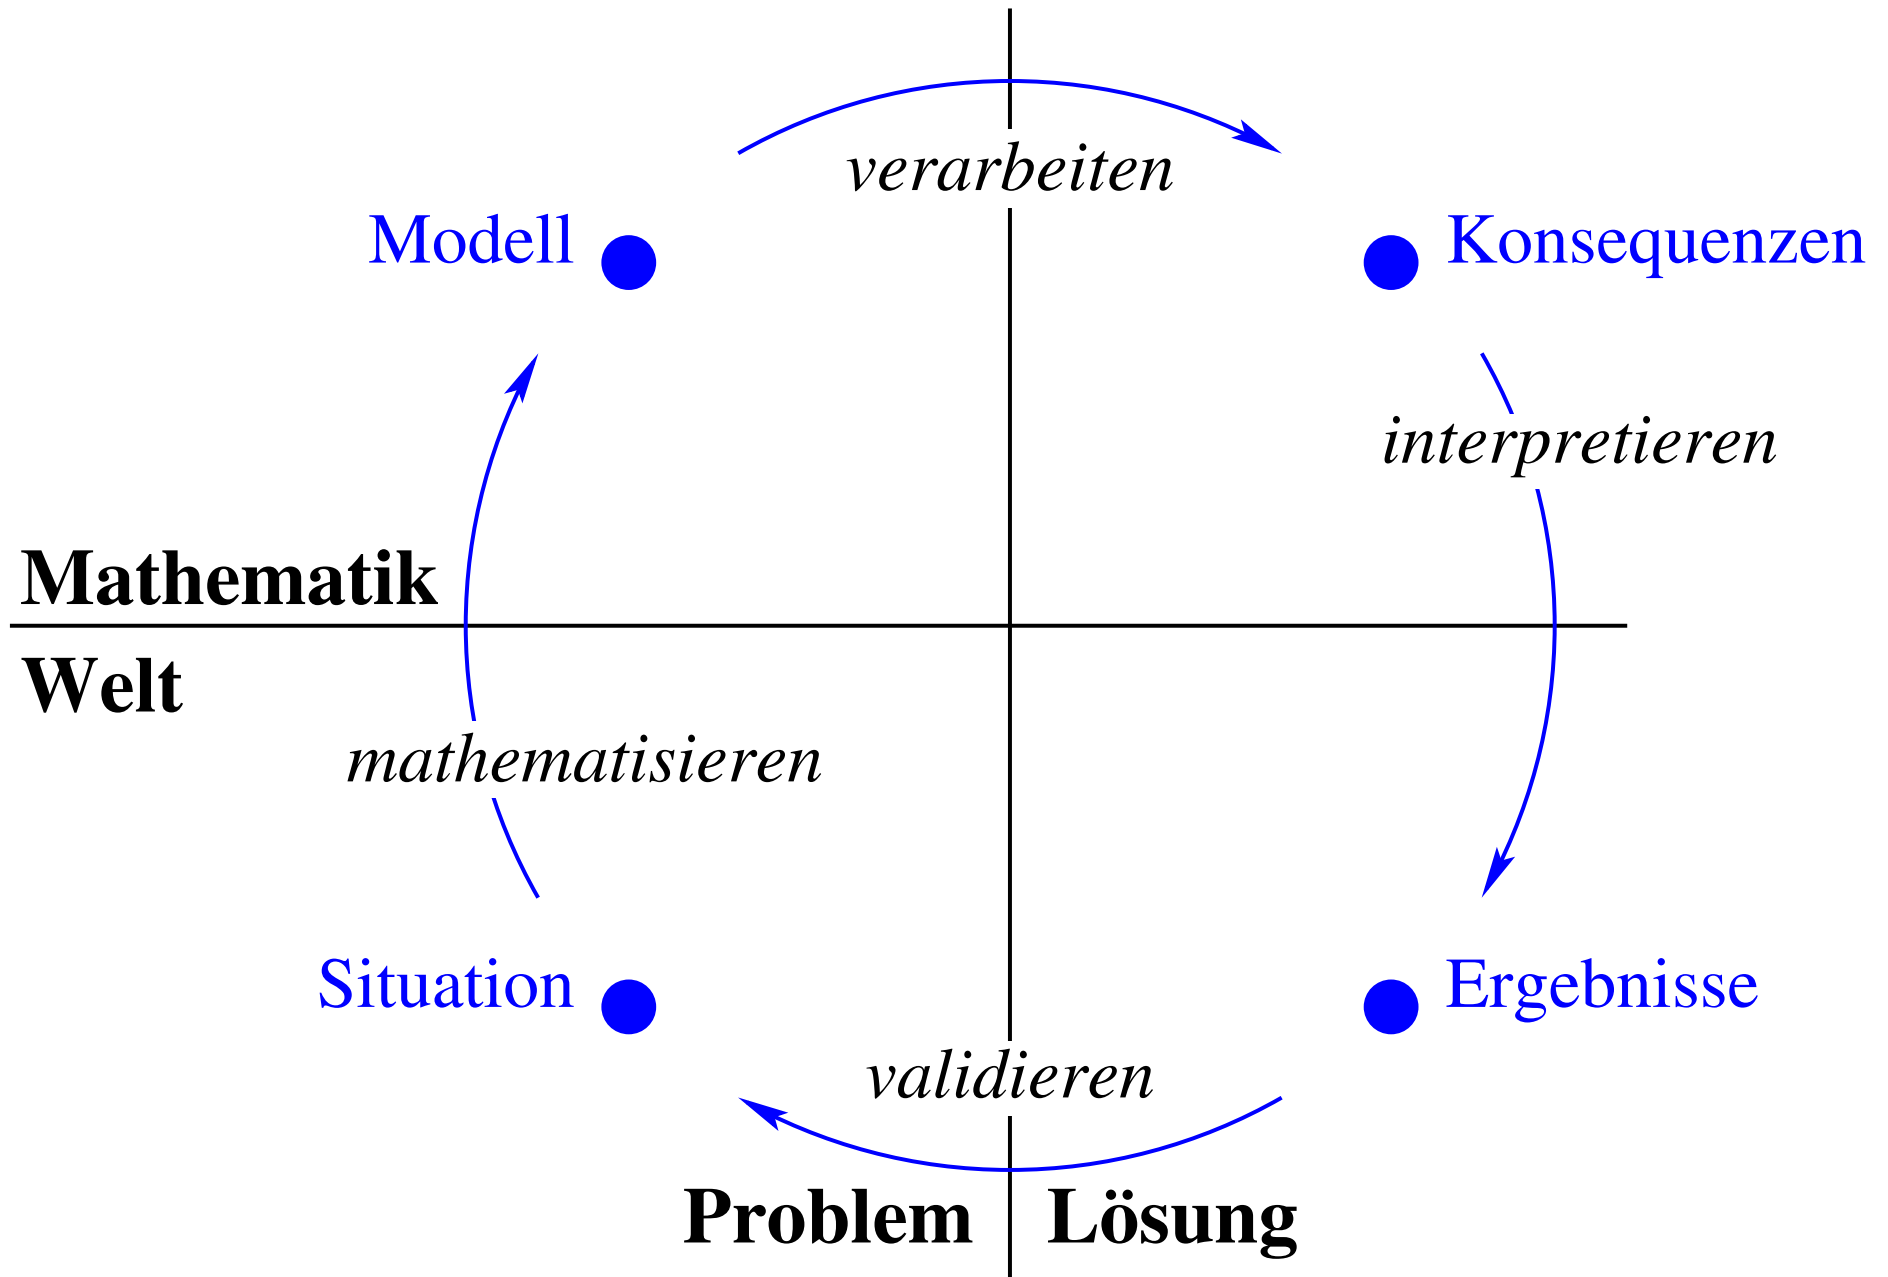 verarbeiten
Modell
Konsequenzen
interpretieren
Mathematik
Welt
mathematisieren
Situation
Ergebnisse
validieren
Problem
Lösung